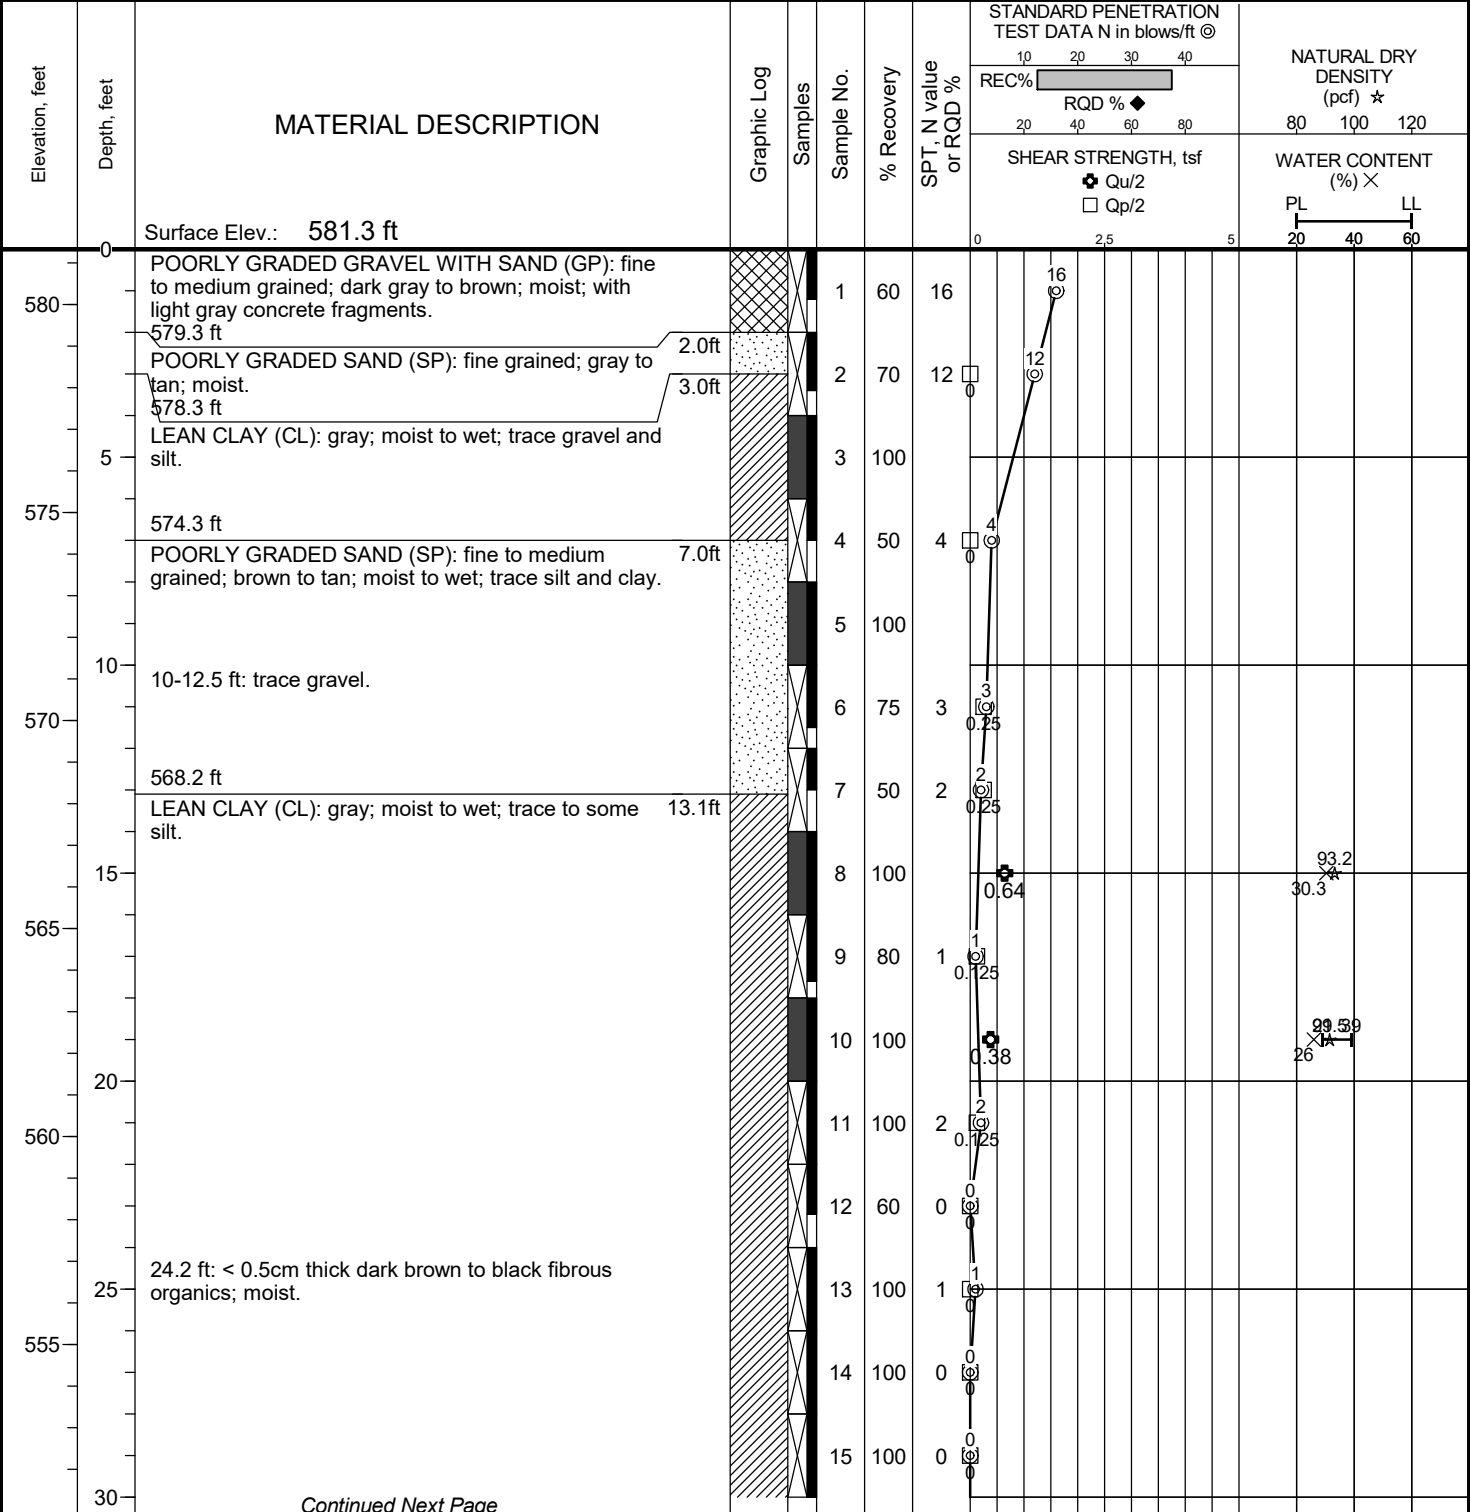 Elevation, feet
Depth, feet
MATERIAL DESCRIPTION
Surface Elev.: 581.3 ft
Graphic Log
Samples
Sample No.
% Recovery
SPT, N value
or RQD %
STANDARD PENETRATION
TEST DATA N in blows/ft
10 20 30 40
REC%
RQD %
20 40 60 80
SHEAR STRENGTH, tsf
Qu/2
Qp/2
0 2.5 5
NATURAL DRY
DENSITY
(pcf)
80 100 120
WATER CONTENT
(%)
PL LL
20 40 60
0
POORLY GRADED GRAVEL WITH SAND (GP): fine
to medium grained; dark gray to brown; moist; with
light gray concrete fragments.
580
1 60 16
16
579.3 ft
2.0ft
POORLY GRADED SAND (SP): fine grained; gray to
tan; moist.
2 70 12
12
0
578.3 ft
3.0ft
LEAN CLAY (CL): gray; moist to wet; trace gravel and
silt.
5
3 100
575
574.3 ft
4 50 4
4
0
7.0ft
POORLY GRADED SAND (SP): fine to medium
grained; brown to tan; moist to wet; trace silt and clay.
5 100
10
10-12.5 ft: trace gravel.
570
6 75 3
3
0.25
568.2 ft
7 50 2
2
0.25
13.1ft
LEAN CLAY (CL): gray; moist to wet; trace to some
silt.
15
8 100
0.64
93.2
30.3
565
9 80 1
1
0.125
10 100
0.38
39
26
20
560
11 100 2
2
0.125
12 60 0
0
0
24.2 ft: < 0.5cm thick dark brown to black fibrous
organics; moist.
25
13 100 1
1
0
555
14 100 0
0
0
15 100 0
0
0
30
Continued Next Page